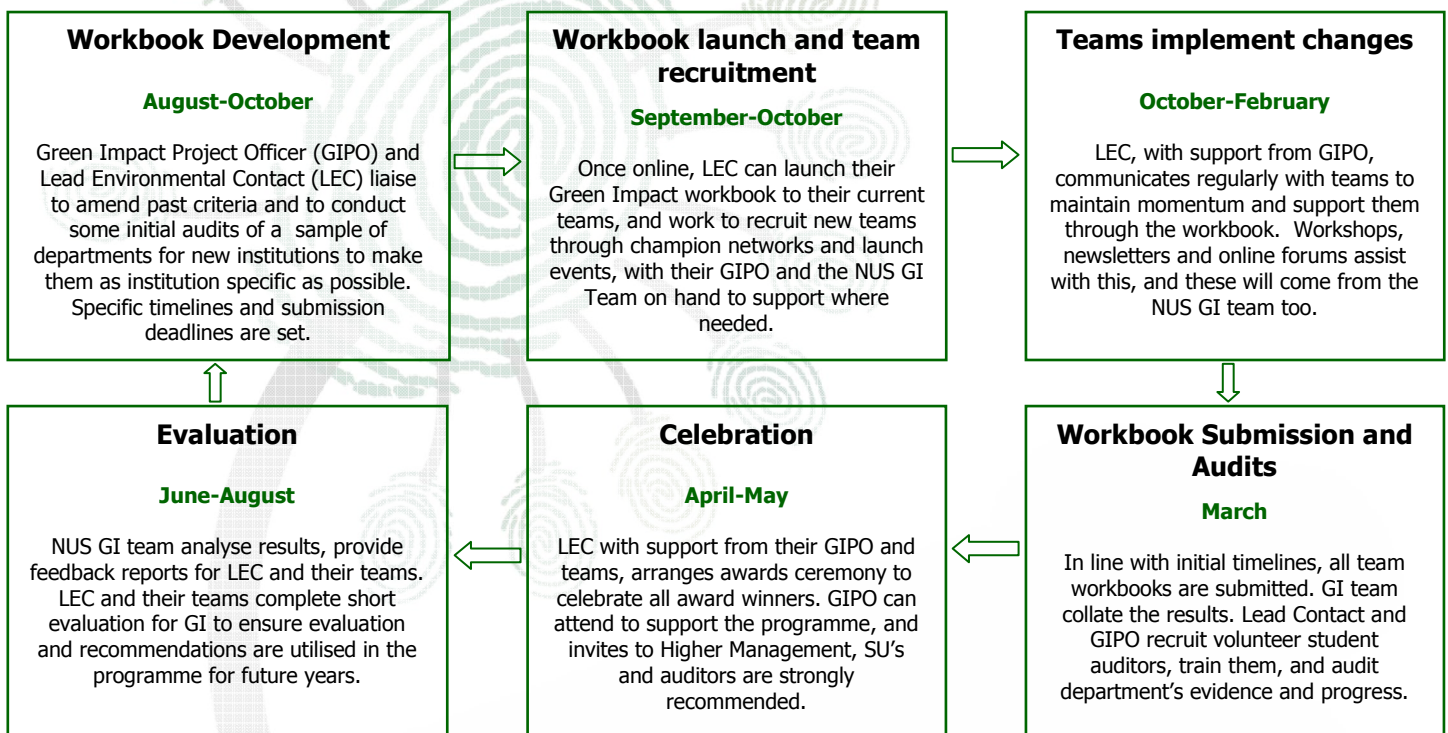 Workbook Development
August-October
Green Impact Project Officer (GIPO) and
Lead Environmental Contact (LEC) liaise
to amend past criteria and to conduct
some initial audits of a sample of
departments for new institutions to make
them as institution specific as possible.
Specific timelines and submission
deadlines are set.
Workbook launch and team
recruitment
September-October
Once online, LEC can launch their
Green Impact workbook to their current
teams, and work to recruit new teams
through champion networks and launch
events, with their GIPO and the NUS GI
Team on hand to support where
needed.
Teams implement changes
October-February
LEC, with support from GIPO,
communicates regularly with teams to
maintain momentum and support them
through the workbook. Workshops,
newsletters and online forums assist
with this, and these will come from the
NUS GI team too.
Workbook Submission and
Audits
March
In line with initial timelines, all team
workbooks are submitted. GI team
collate the results. Lead Contact and
GIPO recruit volunteer student
auditors, train them, and audit
department's evidence and progress.
Celebration
April-May
LEC with support from their GIPO and
teams, arranges awards ceremony to
celebrate all award winners. GIPO can
attend to support the programme, and
invites to Higher Management, SU's
and auditors are strongly
recommended.
Evaluation
June-August
NUS GI team analyse results, provide
feedback reports for LEC and their teams.
LEC and their teams complete short
evaluation for GI to ensure evaluation
and recommendations are utilised in the
programme for future years.